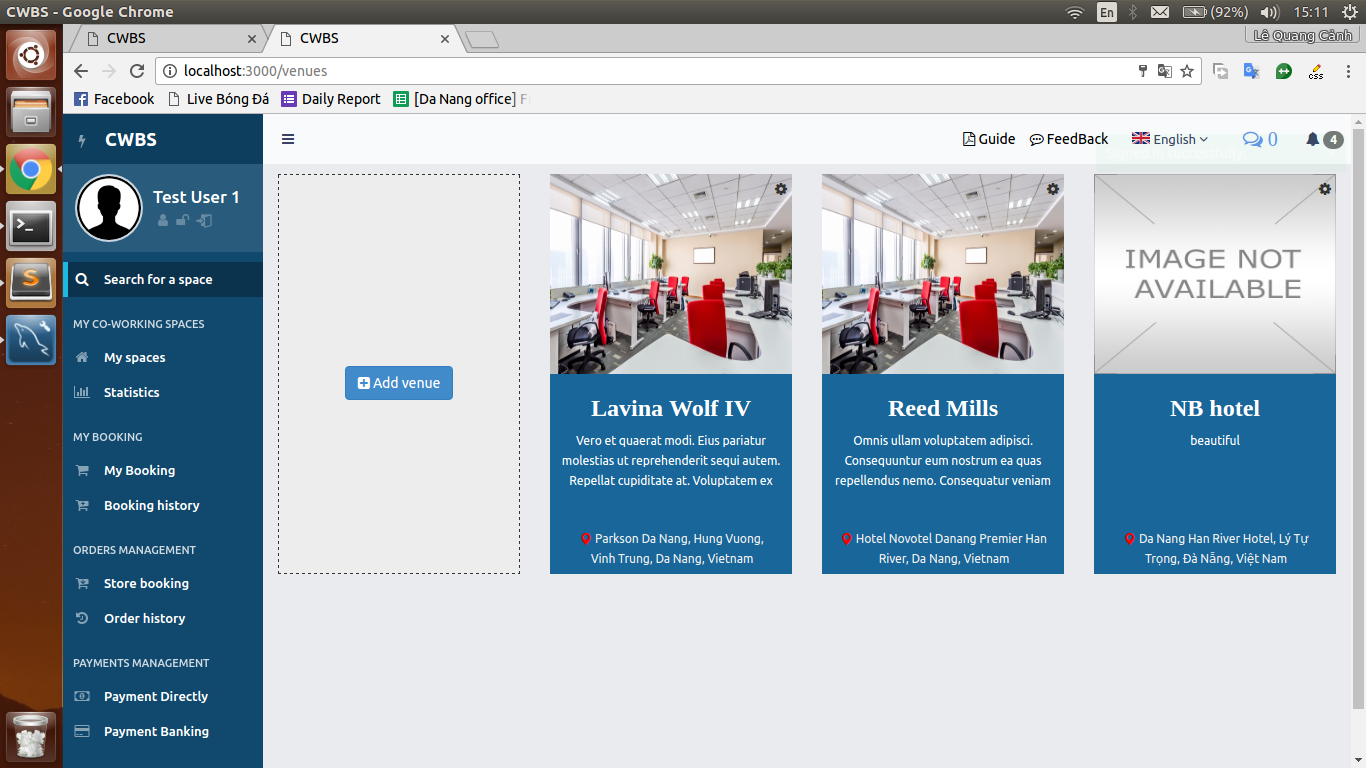 CWBS - Google Chrome
En
(92%)
15:11
CWBS
CWBS
Lê Quang Cảnh
localhost:3000/venues
css
Facebook
Live Bóng Đá
Daily Report
[Da Nang office]
CWBS
Guide
FeedBack
English
0
4
Test User 1
Search for a space
MY CO-WORKING SPACES
My spaces
Statistics
MY BOOKING
My Booking
Booking history
ORDERS MANAGEMENT
Store booking
Order history
PAYMENTS MANAGEMENT
Payment Directly
Payment Banking
Add venue
Lavina Wolf IV
Vero et quaerat modi. Eius pariatur
molestias ut reprehenderit sequi autem.
Repellat cupiditate at. Voluptatem ex
Parkson Da Nang, Hung Vuong,
Vinh Trung, Da Nang, Vietnam
Reed Mills
Omnis ullam voluptatem adipisci.
Consequuntur eum nostrum ea quas
repellendus nemo. Consequatur veniam
Hotel Novotel Danang Premier Han
River, Da Nang, Vietnam
IMAGE NOT
AVAILABLE
NB hotel
beautiful
Da Nang Han River Hotel, Lý Tự
Trọng, Đà Nẵng, Việt Nam